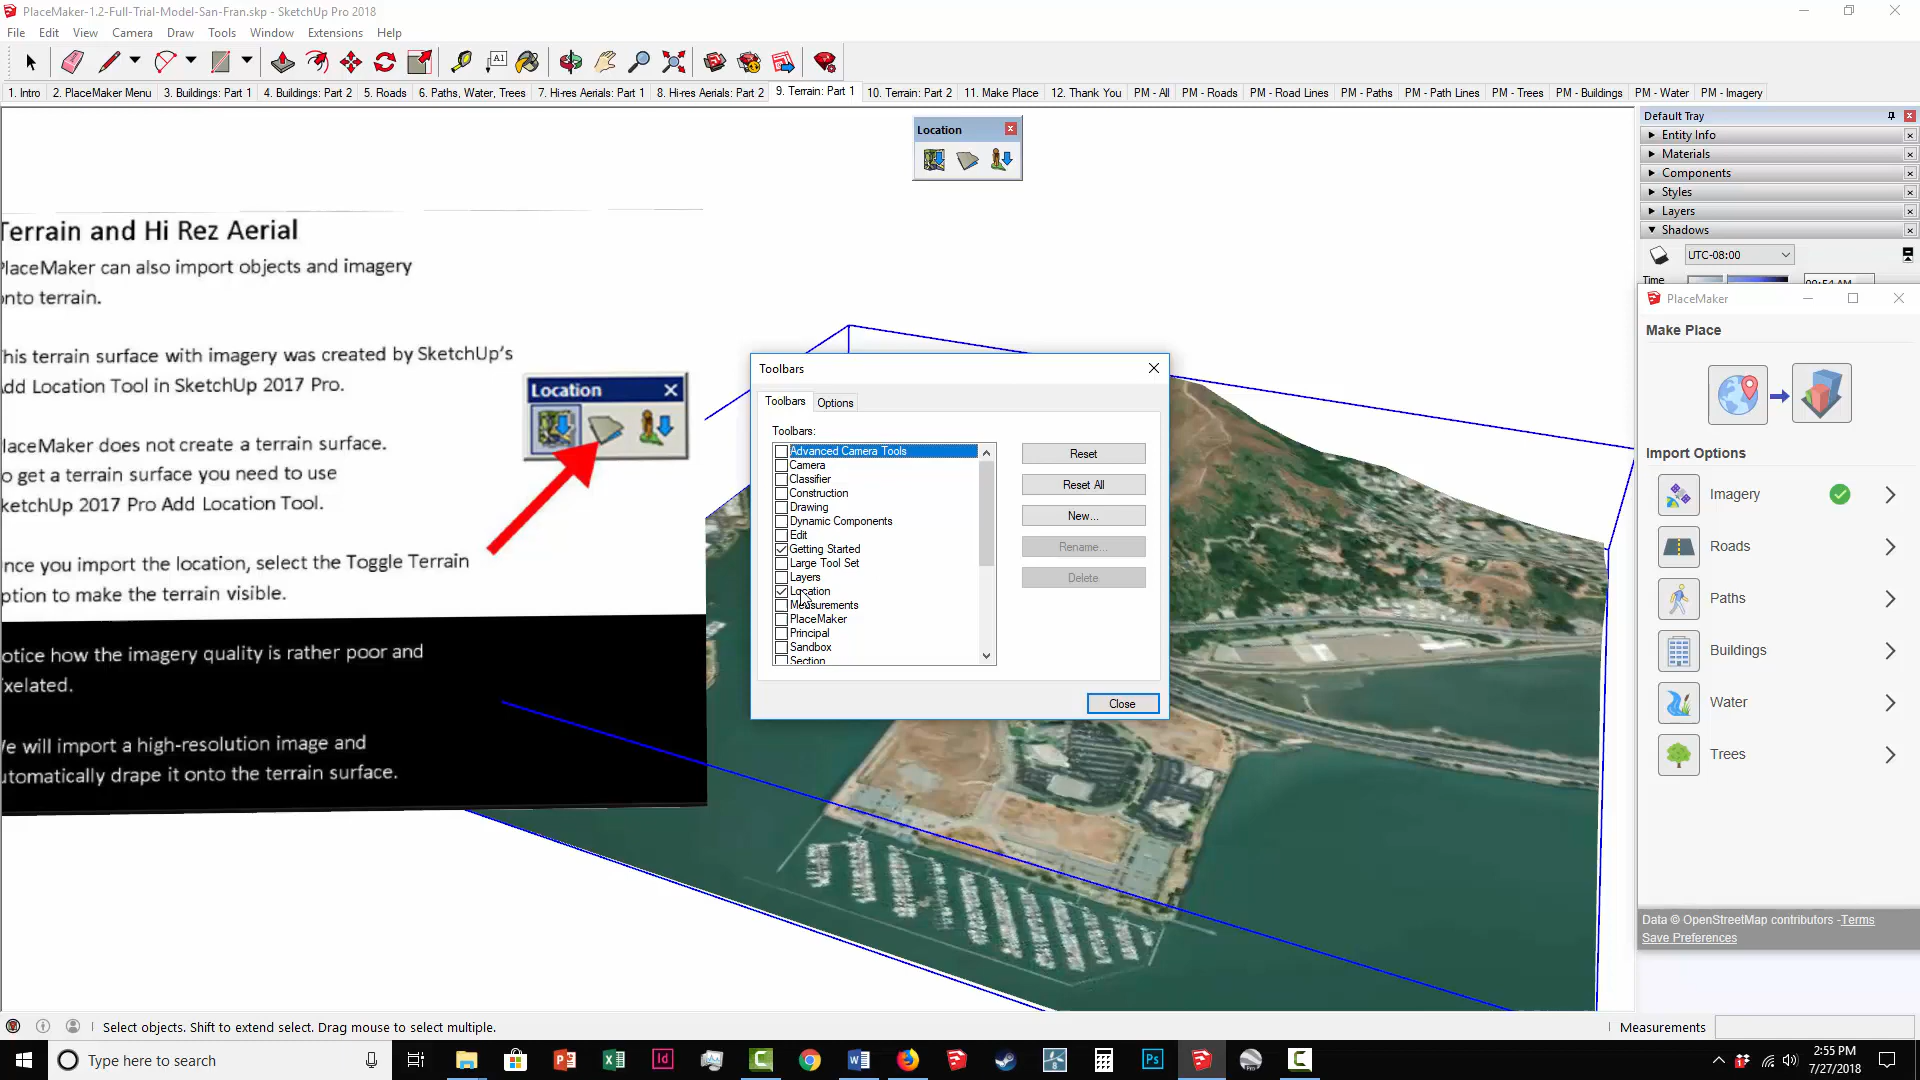 PlaceMaker-1.2-Full-Trial-Model-San-Fran.skp - SketchUp Pro 2018
File Edit View Camera Draw Tools Window Extensions Help
A1
1. Intro 2. PlaceMaker Menu 3. Buildings: Part 1 4. Buildings: Part 2 5. Roads 6. Paths, Water, Trees 7. Hi-res Aerials: Part 1 8. Hi-res Aerials: Part 2 9. Terrain: Part 1 10. Terrain: Part 2 11. Make Place 12. Thank You PM - All PM - Roads PM - Road Lines PM - Paths PM - Path Lines PM - Trees PM - Buildings PM - Water PM - Imagery
Location
Terrain and Hi Rez Aerial
PlaceMaker can also import objects and imagery
onto terrain.
his terrain surface with imagery was created by SketchUp's
dd Location Tool in SketchUp 2017 Pro.
laceMaker does not create a terrain surface.
o get a terrain surface you need to use
ketchUp 2017 Pro Add Location Tool.
nce you import the location, select the Toggle Terrain
ption to make the terrain visible.
otice how the imagery quality is rather poor and
ixelated.
e will import a high-resolution image and
utomatically drape it onto the terrain surface.
Location
Toolbars
Toolbars Options
Toolbars:
Advanced Camera Tools
Camera
Classifier
Construction
Drawing
Dynamic Components
Edit
Getting Started
Large Tool Set
Layers
Location
Measurements
PlaceMaker
Principal
Sandbox
Section
Reset
Reset All
New...
Rename...
Delete
Close
Default Tray
Entity Info
Materials
Components
Styles
Layers
Shadows
UTC-08:00
Time
PlaceMaker
Make Place
Import Options
Imagery
Roads
Paths
Buildings
Water
Trees
Data © OpenStreetMap contributors -Terms
Save Preferences
Select objects. Shift to extend select. Drag mouse to select multiple.
Measurements
Type here to search
2:55 PM
7/27/2018